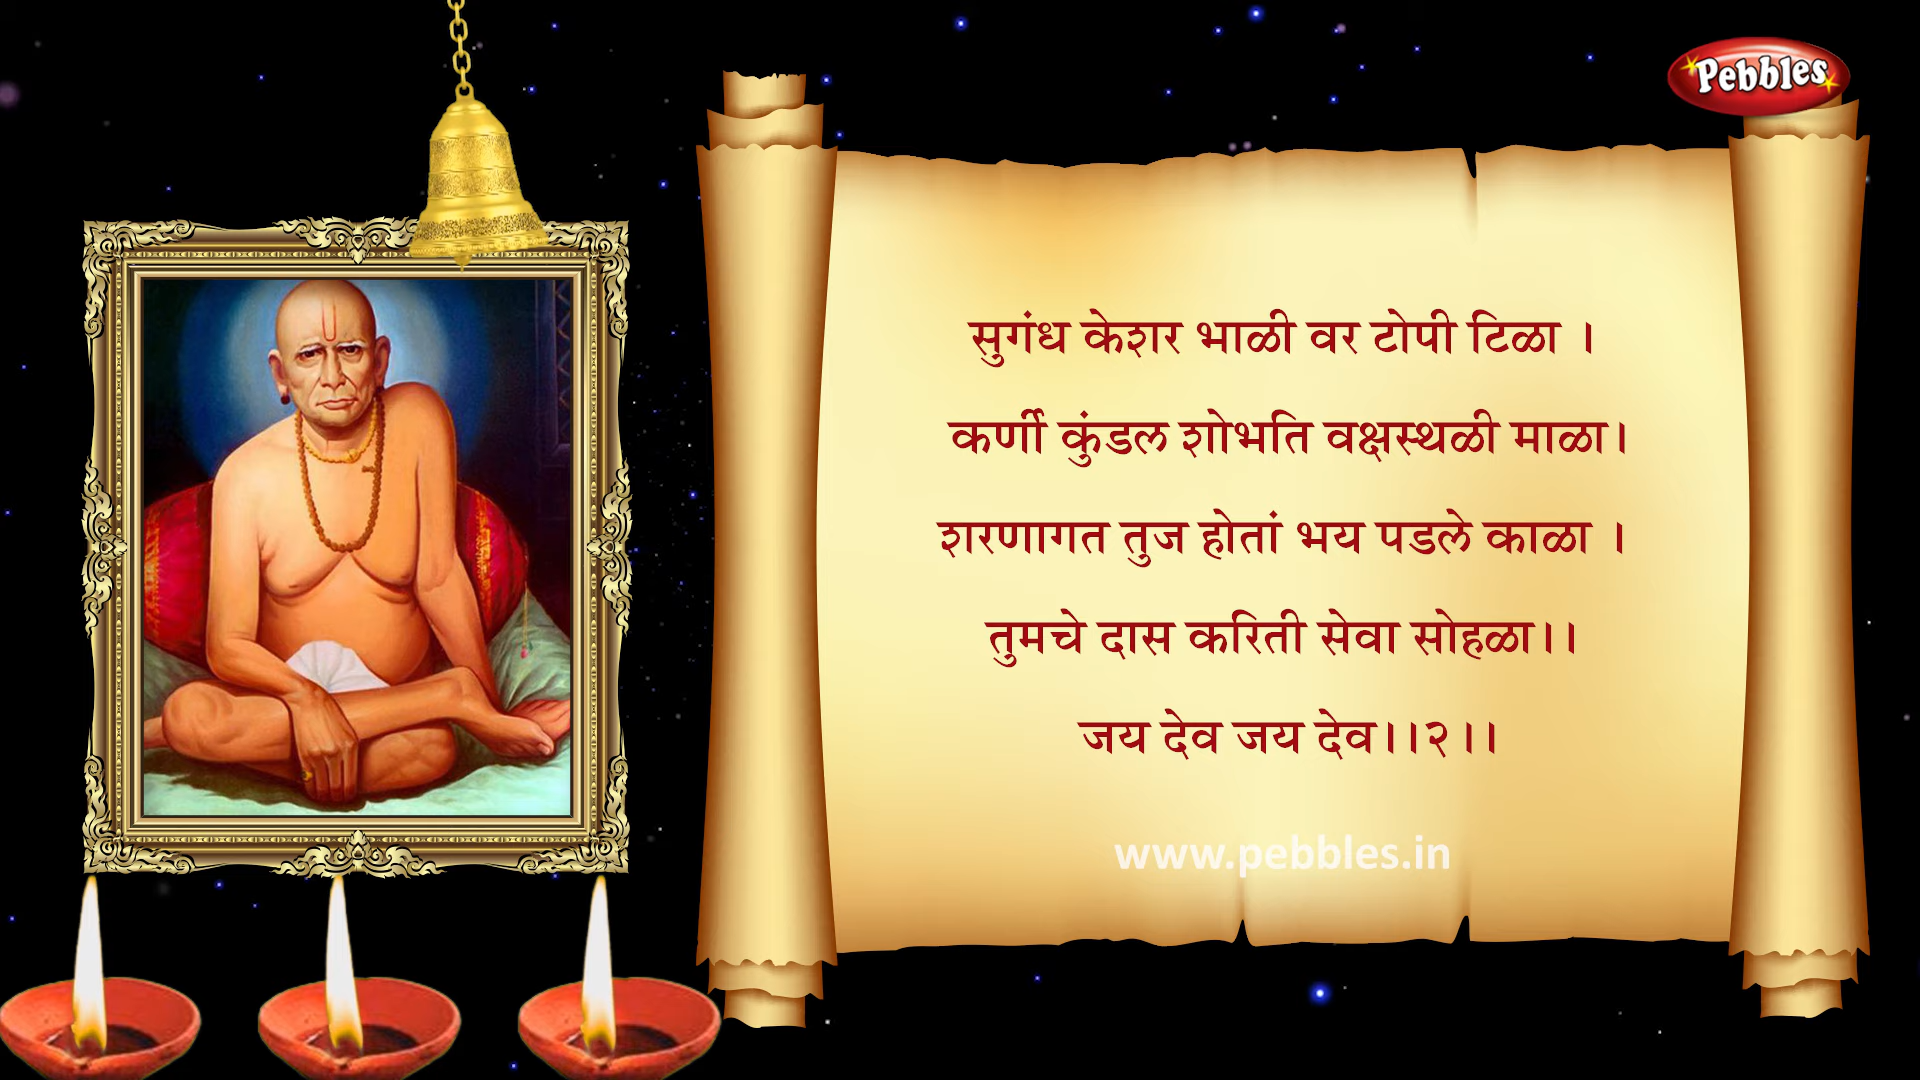 Pebbles
सुगंध केशर भाळी वर टोपी टिळा ।
कर्णी कुंडल शोभति वक्षस्थळी माळा।
शरणागत तुज होतां भय पडले काळा ।
तुमचे दास करिती सेवा सोहळा।।
जय देव जय देव।।२।।
www.pebbles.in